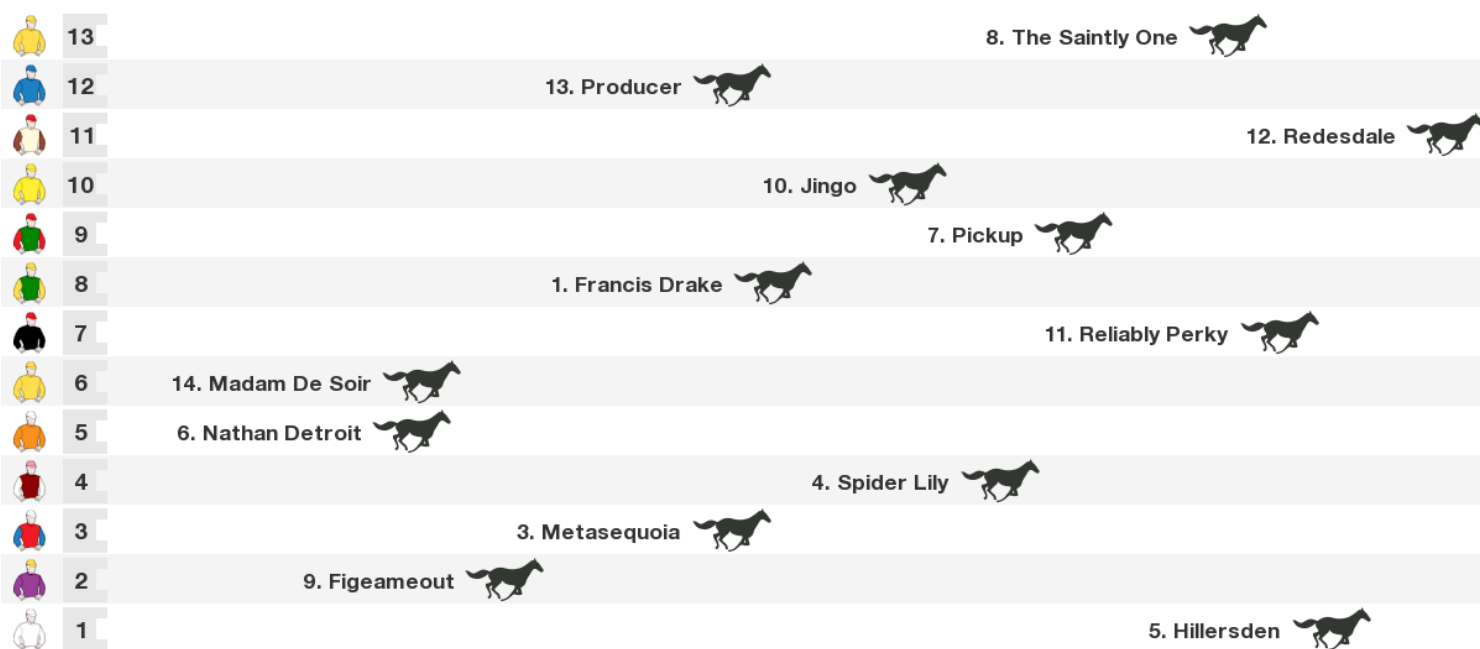 13 8. The Saintly One
12 13. Producer
11 12. Redesdale
10 10. Jingo
9 7. Pickup
8 1. Francis Drake
7 11. Reliably Perky
6 14. Madam De Soir
5 6. Nathan Detroit
4 4. Spider Lily
3 3. Metasequoia
2 9. Figeameout
1 5. Hillersden